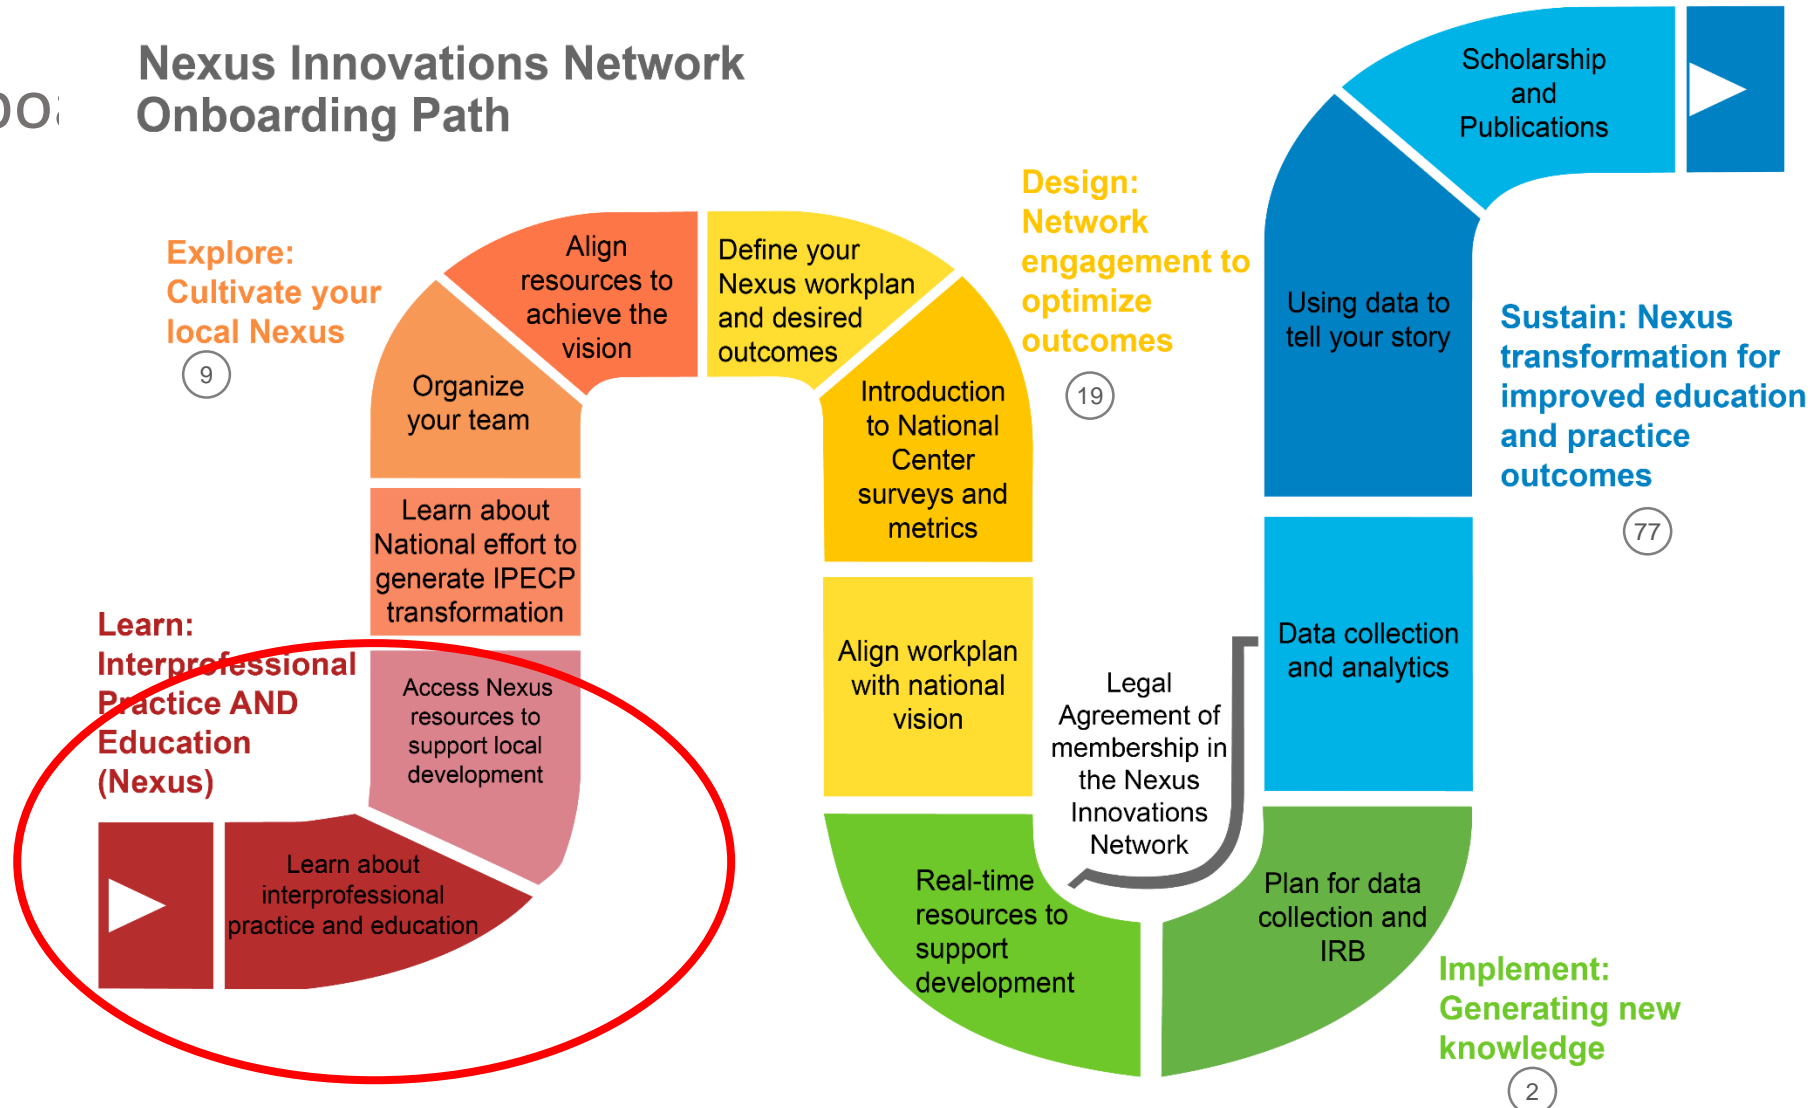 Nexus Innovations Network
Onboarding Path
Learn:
Interprofessional
Practice AND
Education
(Nexus)
Learn about
interprofessional
practice and education
Access Nexus
resources to
support local
development
Explore:
Cultivate your
local Nexus
9
Learn about
National effort to
generate IPECP
transformation
Organize
your team
Align
resources to
achieve the
vision
Design:
Network
engagement to
optimize
outcomes
19
Define your
Nexus workplan
and desired
outcomes
Introduction
to National
Center
surveys and
metrics
Align workplan
with national
vision
Real-time
resources to
support
development
Legal
Agreement of
membership in
the Nexus
Innovations
Network
Plan for data
collection and
IRB
Implement:
Generating new
knowledge
2
Data collection
and analytics
Using data to
tell your story
Scholarship
and
Publications
Sustain: Nexus
transformation for
improved education
and practice
outcomes
77